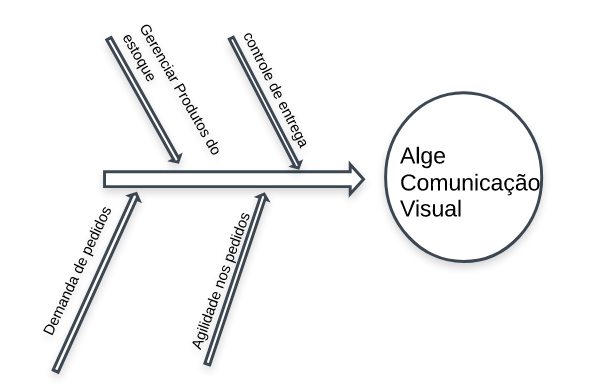 Gerenciar Produtos do
estoque
controle de entrega
Alge
Comunicação
Visual
Demanda de pedidos
Agilidade nos pedidos